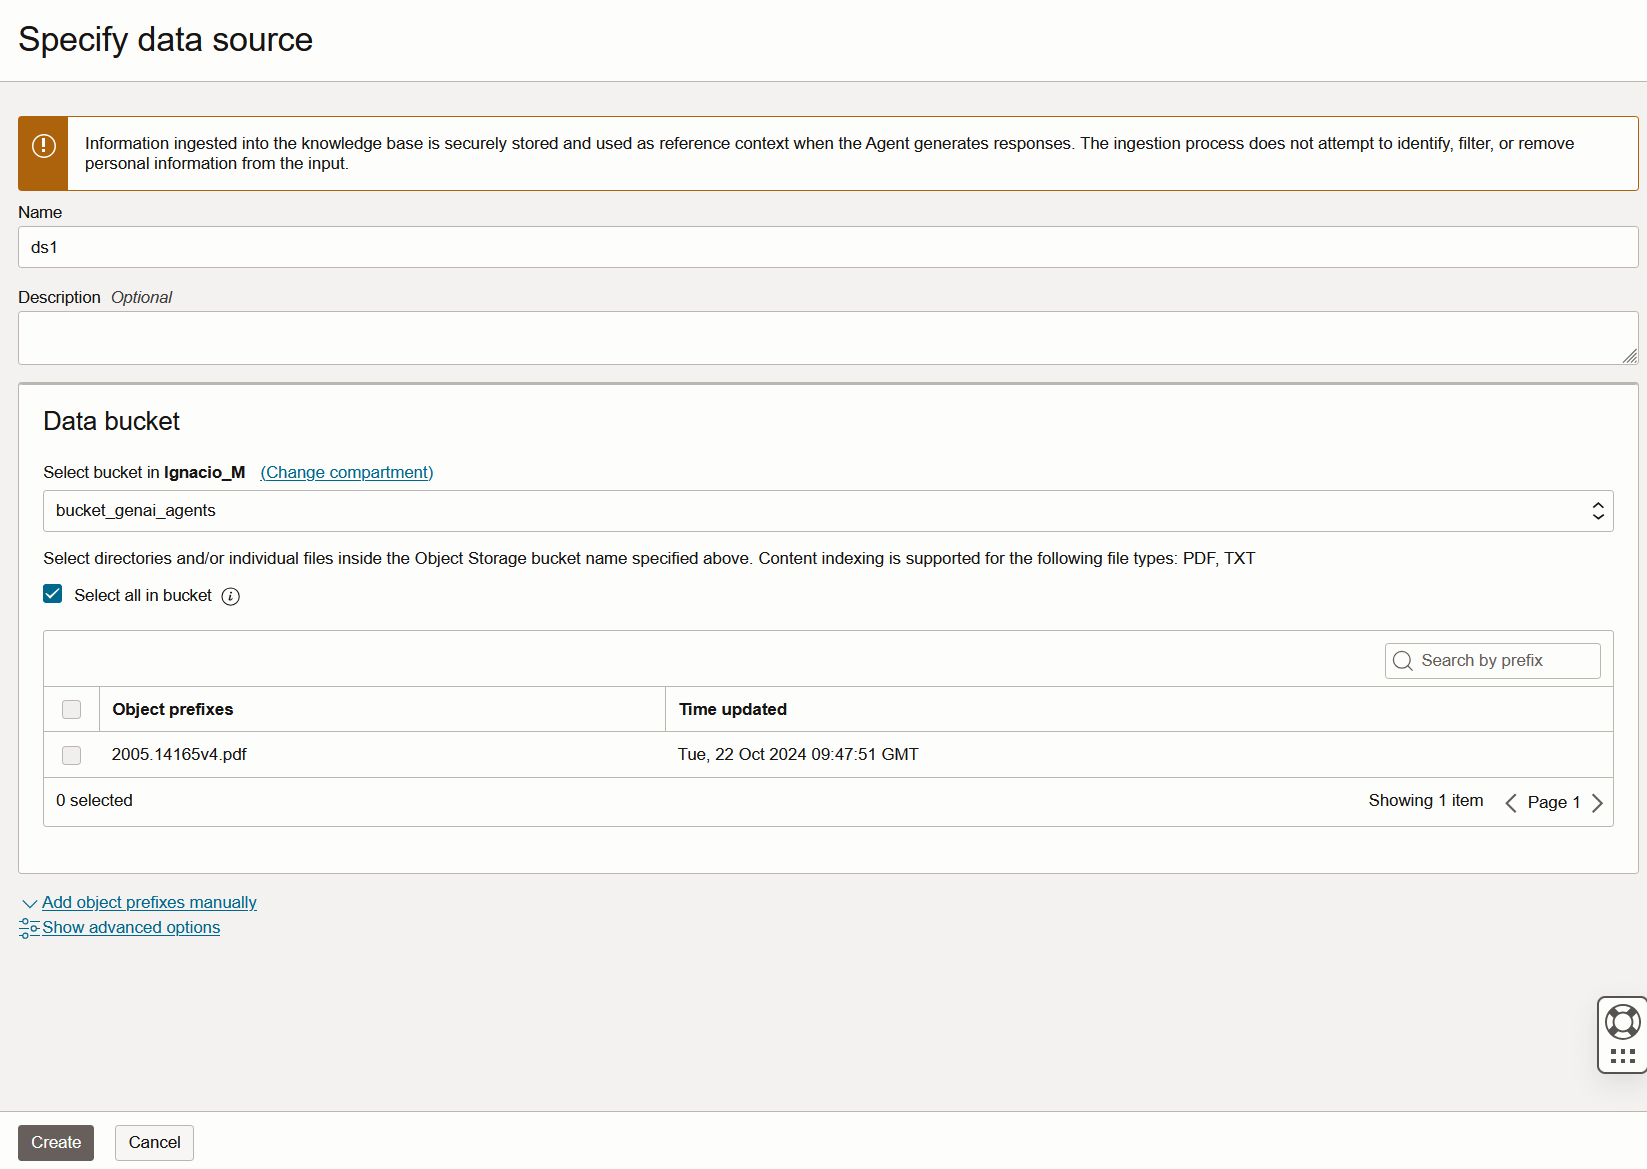 Specify data source
Information ingested into the knowledge base is securely stored and used as reference context when the Agent generates responses. The ingestion process does not attempt to identify, filter, or remove
personal information from the input.
Name
ds1
Description Optional
Data bucket
Select bucket in Ignacio_M (Change compartment)
bucket_genai_agents
Select directories and/or individual files inside the Object Storage bucket name specified above. Content indexing is supported for the following file types: PDF, TXT
Select all in bucket
Search by prefix
Object prefixes Time updated
2005.14165v4.pdf Tue, 22 Oct 2024 09:47:51 GMT
0 selected Showing 1 item Page 1
Add object prefixes manually
Show advanced options
Create Cancel